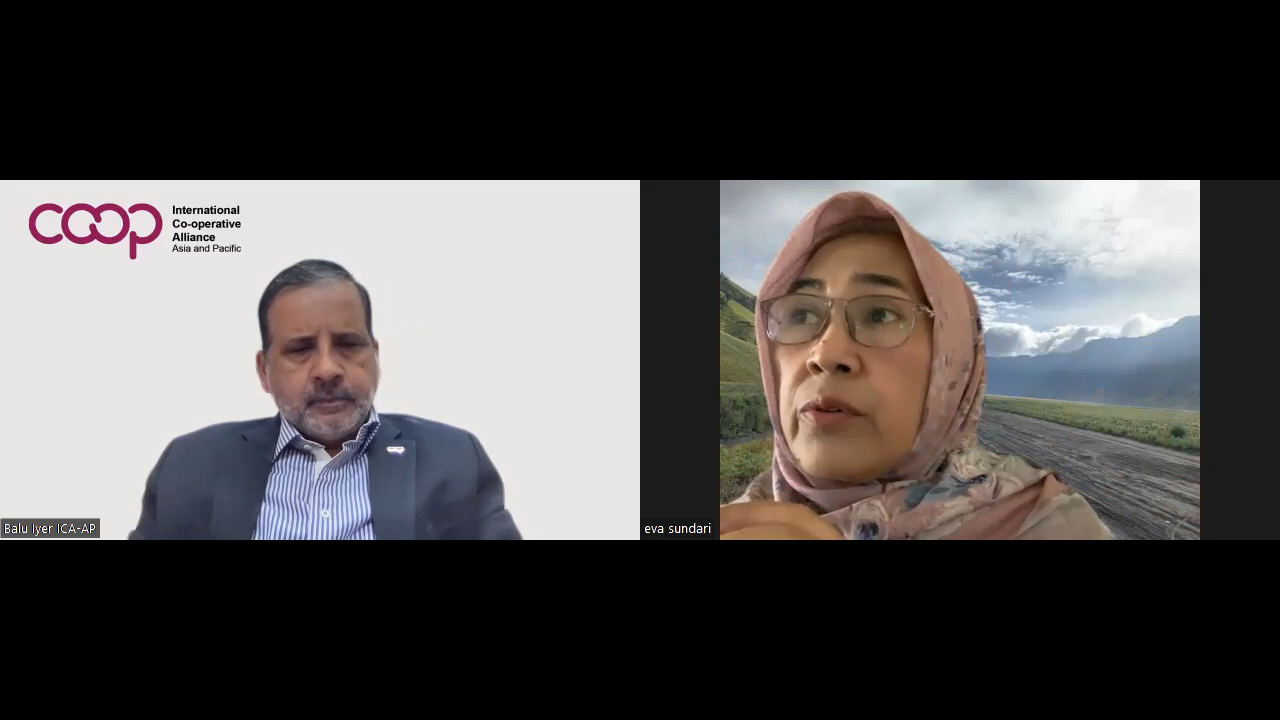 coop
International
Co-operative
Alliance
Asia and Pacific
Balu Iyer ICA-AP
eva sundari